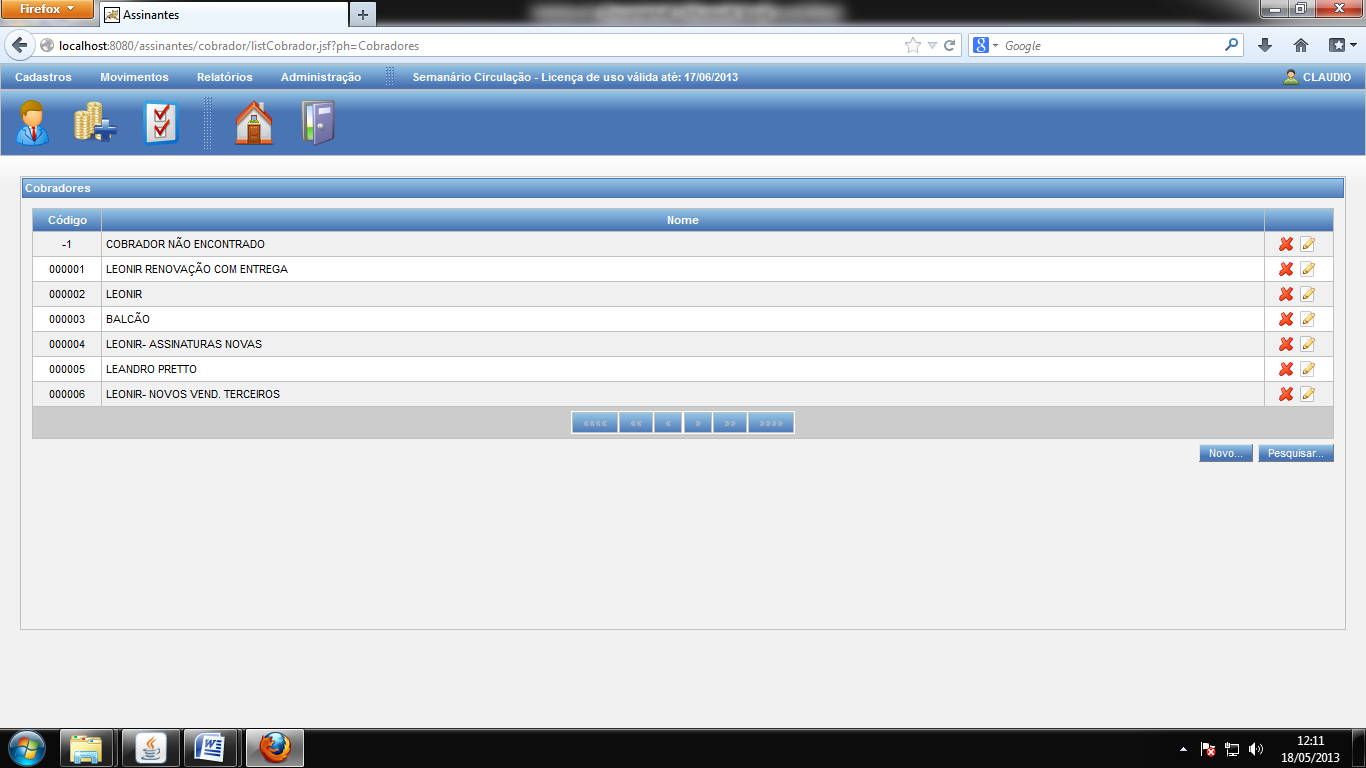 Firefox
Assinantes
localhost:8080/assinantes/cobrador/listCobrador.jsf?ph=Cobradores
Google
Cadastros Movimentos Relatórios Administração Semanário Circulação - Licença de uso válida até: 17/06/2013 CLAUDIO
Cobradores
Código Nome
-1 COBRADOR NÃO ENCONTRADO
000001 LEONIR RENOVAÇÃO COM ENTREGA
000002 LEONIR
000003 BALCÃO
000004 LEONIR- ASSINATURAS NOVAS
000005 LEANDRO PRETTO
000006 LEONIR- NOVOS VEND. TERCEIROS
«««« «« « » »» »»»»
Novo... Pesquisar...
12:11
18/05/2013